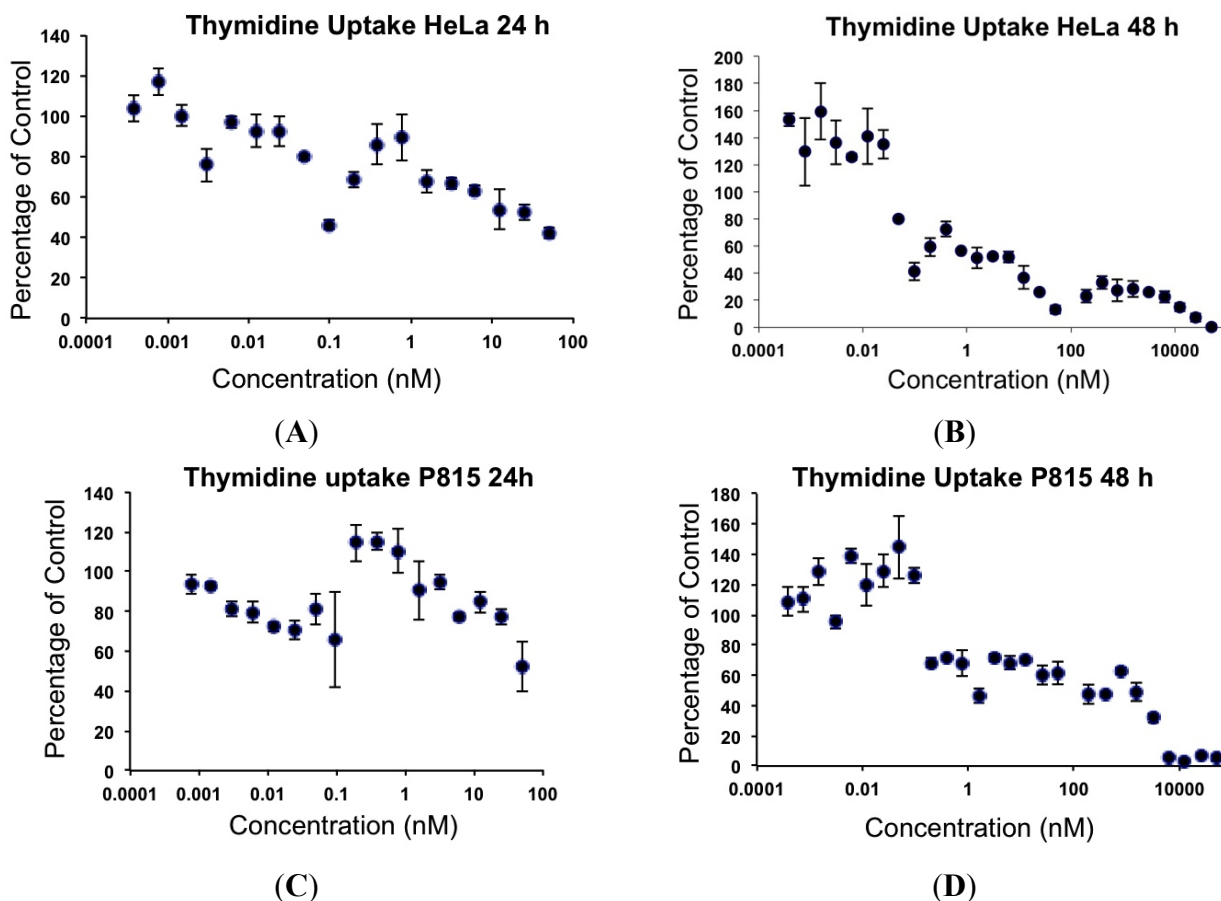 Thymidine Uptake HeLa 24 h
Percentage of Control
140
120
100
80
60
40
20
0
0.0001 0.001 0.01 0.1 1 10 100
Concentration (nM)
(A)
Thymidine Uptake HeLa 48 h
Percentage of Control
200
180
160
140
120
100
80
60
40
20
0
0.0001 0.01 1 100 10000
Concentration (nM)
(B)
Thymidine uptake P815 24h
Percentage of Control
140
120
100
80
60
40
20
0
0.0001 0.001 0.01 0.1 1 10 100
Concentration (nM)
(C)
Thymidine Uptake P815 48 h
Percentage of Control
180
160
140
120
100
80
60
40
20
0
0.0001 0.01 1 100 10000
Concentration (nM)
(D)